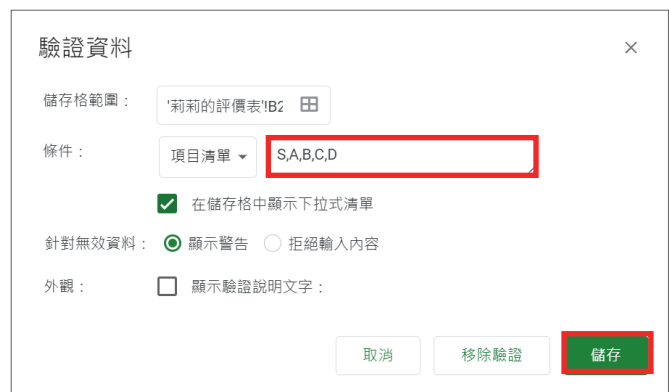 驗證資料
儲存格範圍： '莉莉的評價表'!B2
條件： 項目清單 S,A,B,C,D
在儲存格中顯示下拉式清單
針對無效資料： 顯示警告 拒絕輸入內容
外觀： 顯示驗證說明文字：
取消 移除驗證 儲存